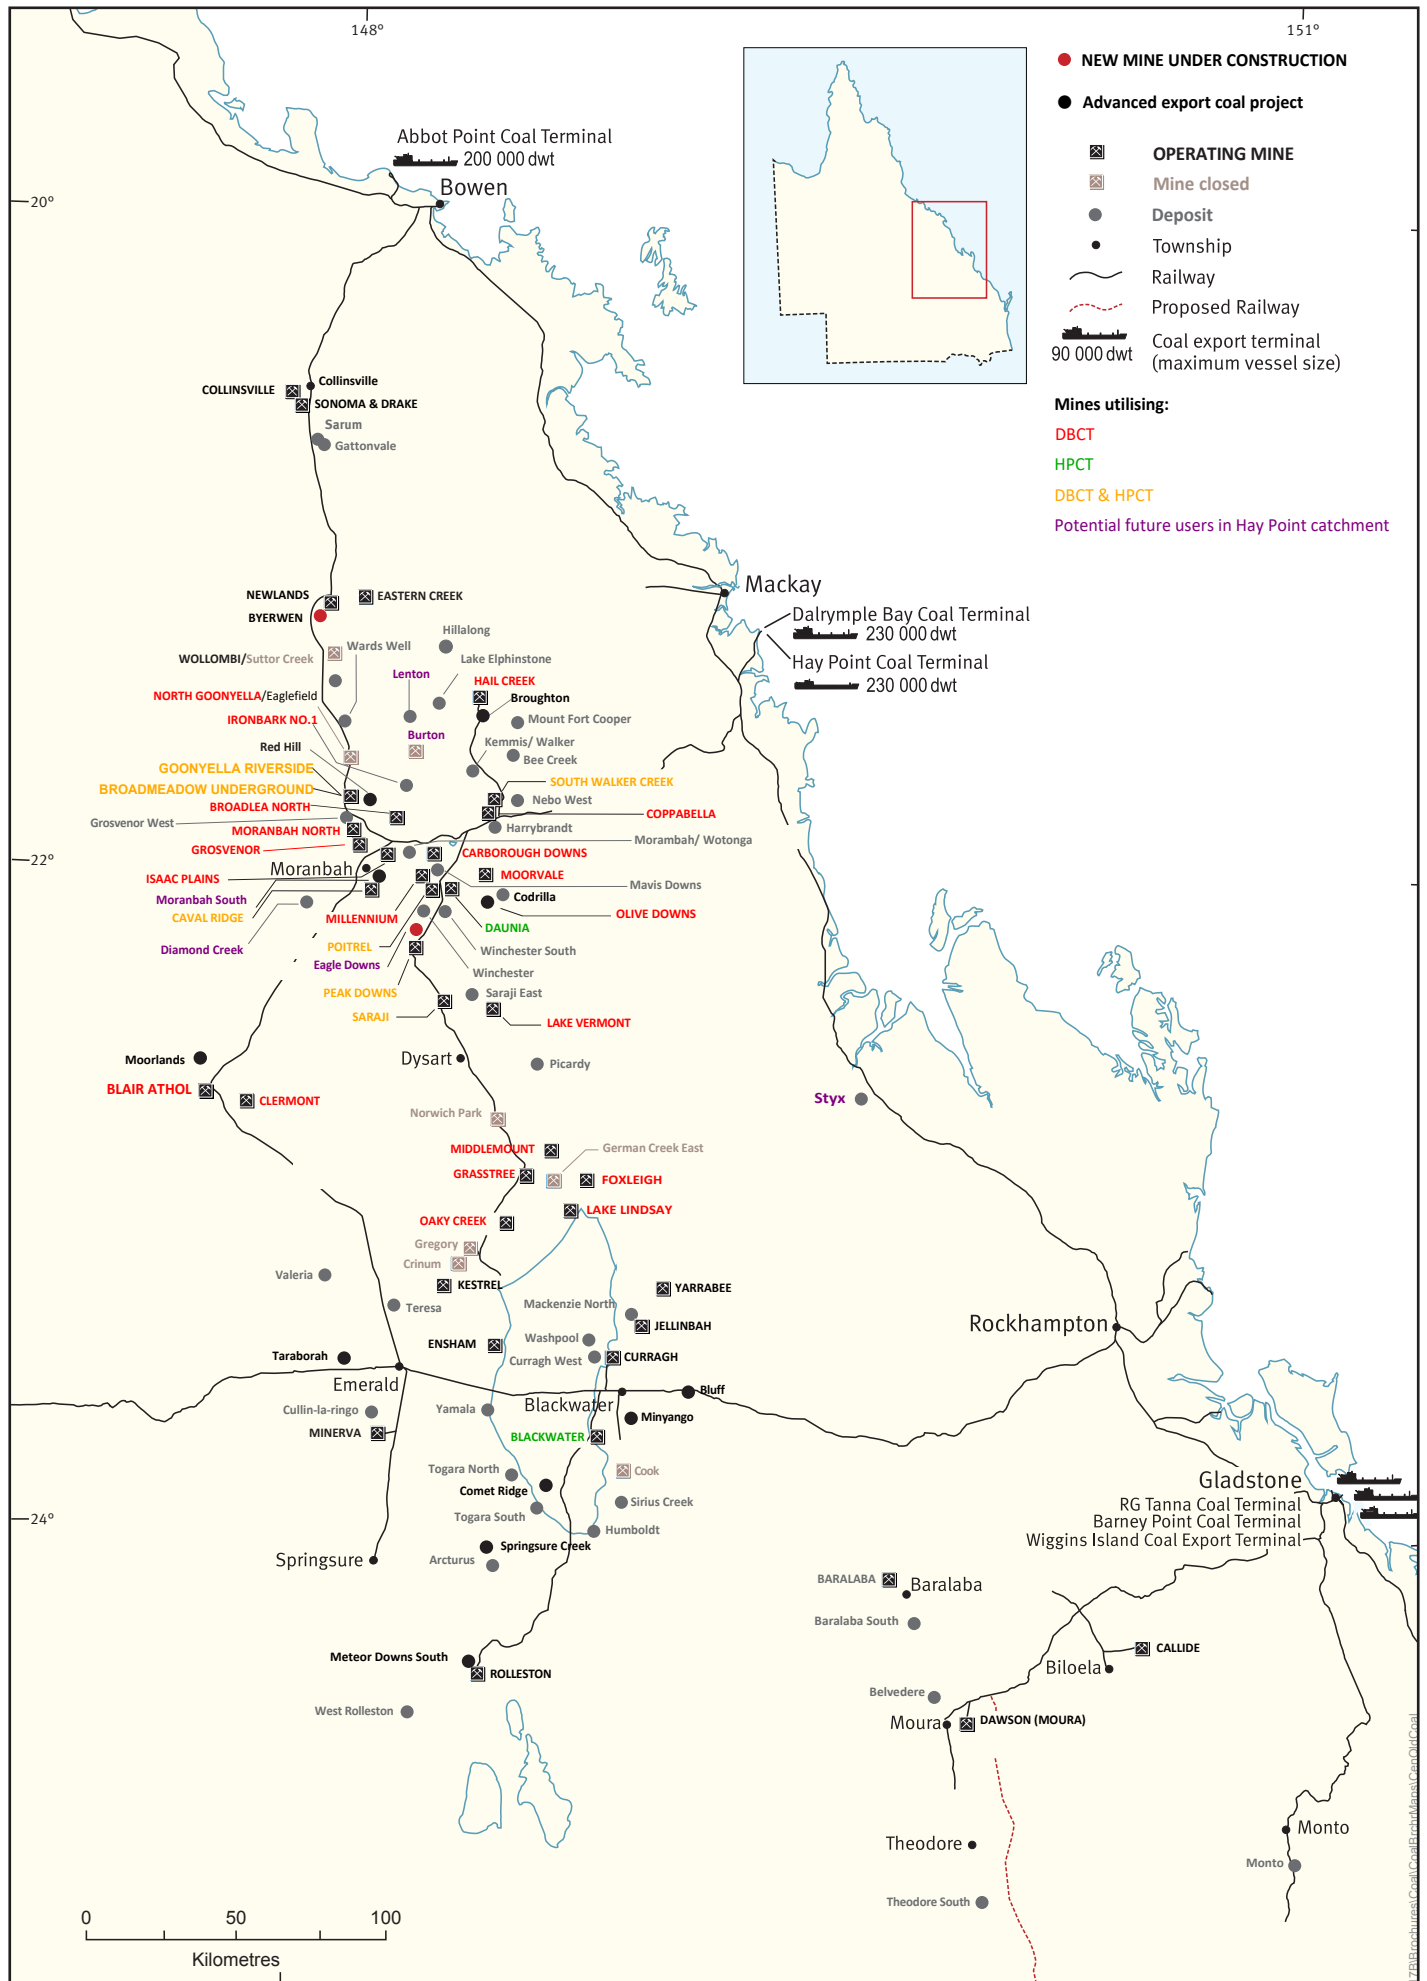 148°
151°
NEW MINE UNDER CONSTRUCTION
Advanced export coal project
OPERATING MINE
Mine closed
Deposit
Township
Railway
Proposed Railway
90 000 dwt
Coal export terminal
(maximum vessel size)
Mines utilising:
DBCT
HPCT
DBCT & HPCT
Potential future users in Hay Point catchment
Abbot Point Coal Terminal
200 000 dwt
Bowen
20°
Collinsville
COLLINSVILLE
SONOMA & DRAKE
Sarum
Gattonvale
Mackay
NEWLANDS
EASTERN CREEK
BYERWEN
Dalrymple Bay Coal Terminal
230 000 dwt
Hay Point Coal Terminal
230 000 dwt
Hillalong
Wards Well
WOLLOMBI/Suttor Creek
Lake Elphinstone
Lenton
HAIL CREEK
NORTH GOONYELLA/Eaglefield
Broughton
IRONBARK NO.1
Mount Fort Cooper
Burton
Kemmis/ Walker
Red Hill
Bee Creek
GOONYELLA RIVERSIDE
SOUTH WALKER CREEK
BROADMEADOW UNDERGROUND
Nebo West
BROADLEA NORTH
COPPABELLA
Grosvenor West
MORANBAH NORTH
Harrybrandt
Morambah/ Wotonga
GROSVENOR
CARBOROUGH DOWNS
22°
Moranbah
ISAAC PLAINS
MOORVALE
Mavis Downs
Moranbah South
Codrilla
CAVAL RIDGE
MILLENNIUM
OLIVE DOWNS
DAUNIA
Diamond Creek
POITREL
Winchester South
Eagle Downs
Winchester
PEAK DOWNS
Saraji East
SARAJI
LAKE VERMONT
Moorlands
Dysart
Picardy
BLAIR ATHOL
CLERMONT
Styx
Norwich Park
MIDDLEMOUNT
German Creek East
GRASSTREE
FOXLEIGH
LAKE LINDSAY
OAKY CREEK
Gregory
Crinum
Valeria
KESTREL
YARRABEE
Teresa
Mackenzie North
JELLINBAH
Rockhampton
ENSHAM
Washpool
Taraborah
Curragh West
CURRAGH
Emerald
Bluff
Blackwater
Cullin-la-ringo
Yamala
Minyango
MINERVA
BLACKWATER
Togara North
Cook
Gladstone
Comet Ridge
Sirius Creek
RG Tanna Coal Terminal
Togara South
Barney Point Coal Terminal
24°
Humboldt
Wiggins Island Coal Export Terminal
Springsure
Springsure Creek
Arcturus
BARALABA
Baralaba
Baralaba South
CALLIDE
Meteor Downs South
ROLLESTON
Biloela
Belvedere
West Rolleston
Moura
DAWSON (MOURA)
Monto
Theodore
Monto
Theodore South
0
50
100
Kilometres
ZB\Brochures\Coal\CoalBrchrMaps\CenQldCoal